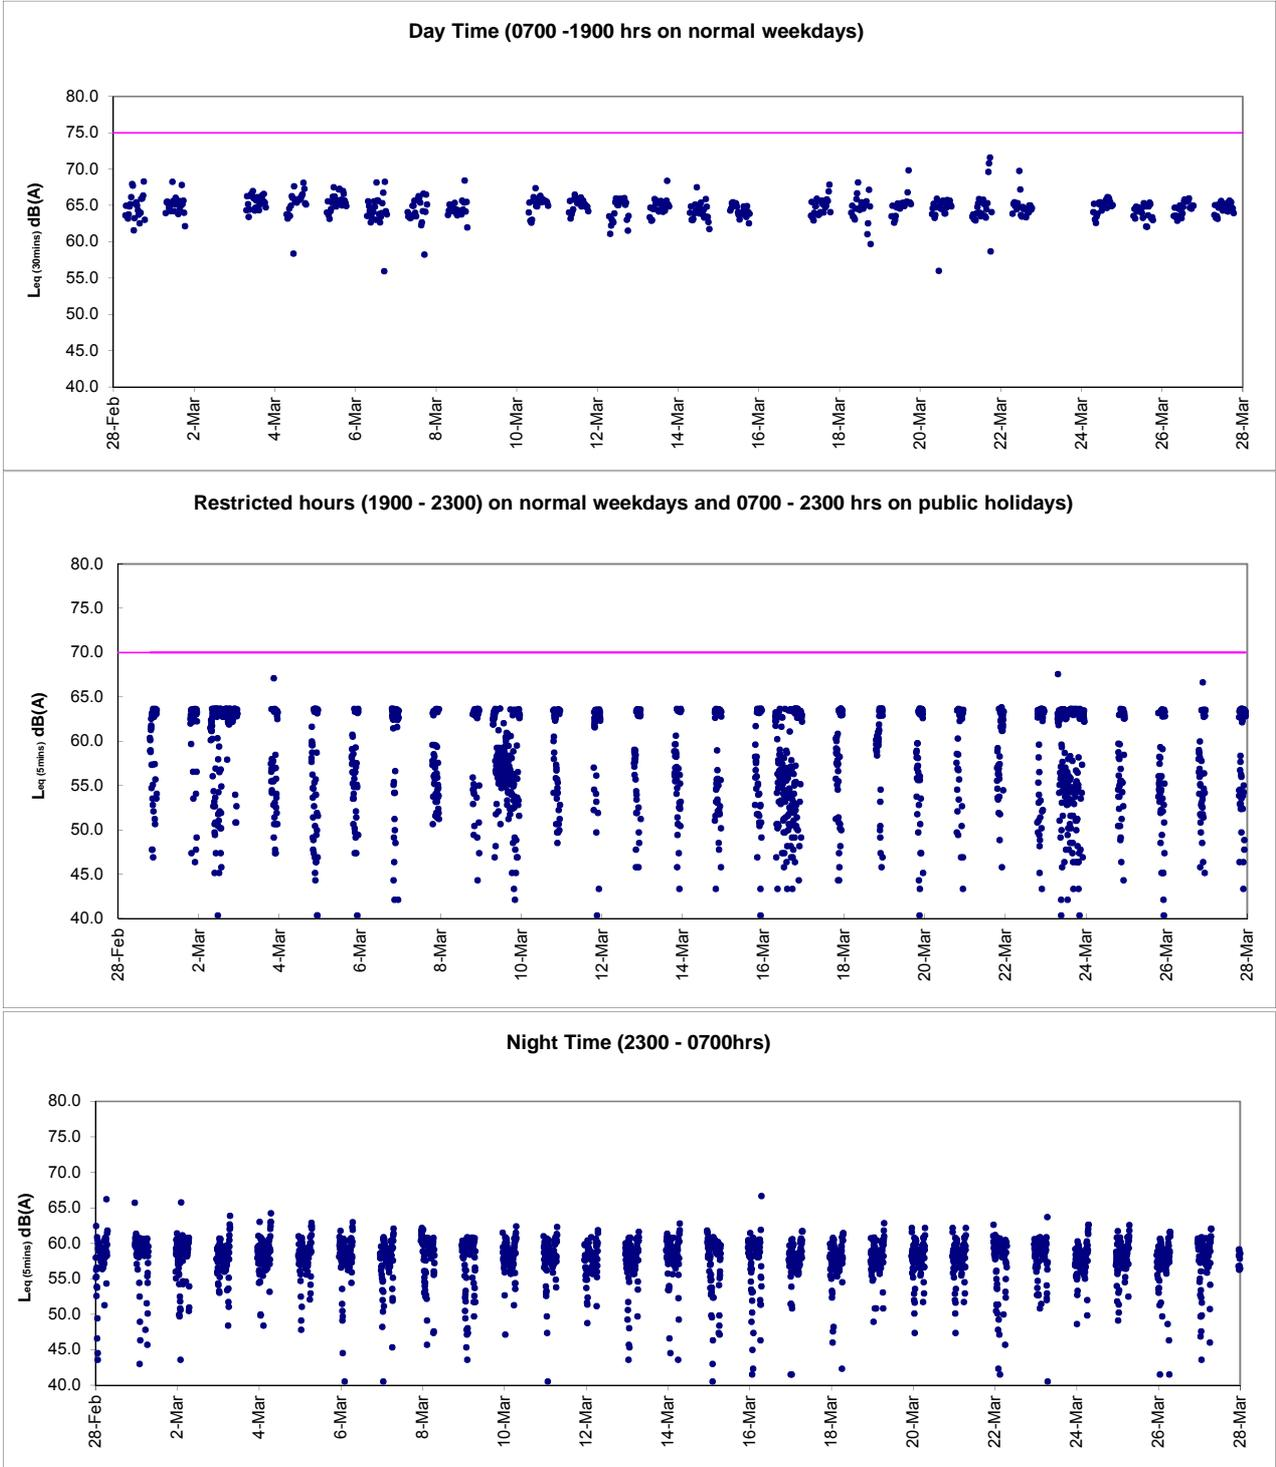 Day Time (0700 -1900 hrs on normal weekdays)
80.0
75.0
70.0
65.0
60.0
55.0
50.0
45.0
40.0
Leq (30mins) dB(A)
28-Feb
2-Mar
4-Mar
6-Mar
8-Mar
10-Mar
12-Mar
14-Mar
16-Mar
18-Mar
20-Mar
22-Mar
24-Mar
26-Mar
28-Mar
Restricted hours (1900 - 2300) on normal weekdays and 0700 - 2300 hrs on public holidays)
80.0
75.0
70.0
65.0
60.0
55.0
50.0
45.0
40.0
Leq (5mins) dB(A)
28-Feb
2-Mar
4-Mar
6-Mar
8-Mar
10-Mar
12-Mar
14-Mar
16-Mar
18-Mar
20-Mar
22-Mar
24-Mar
26-Mar
28-Mar
Night Time (2300 - 0700hrs)
80.0
75.0
70.0
65.0
60.0
55.0
50.0
45.0
40.0
Leq (5mins) dB(A)
28-Feb
2-Mar
4-Mar
6-Mar
8-Mar
10-Mar
12-Mar
14-Mar
16-Mar
18-Mar
20-Mar
22-Mar
24-Mar
26-Mar
28-Mar